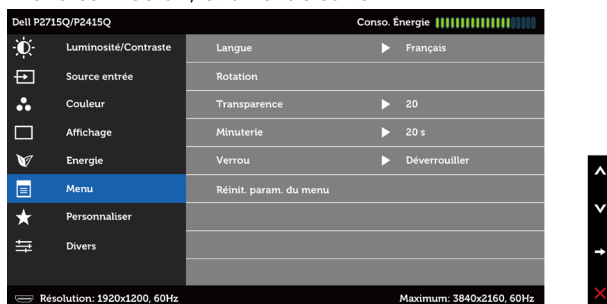 Dell P2715Q/P2415Q Conso. Énergie
Luminosité/Contraste Langue Français
Source entrée Rotation
Couleur Transparence 20
Affichage Minuterie 20 s
Energie Verrou Déverrouiller
Menu Réinit. param. du menu
Personnaliser
Divers
Résolution: 1920x1200, 60Hz Maximum: 3840x2160, 60Hz